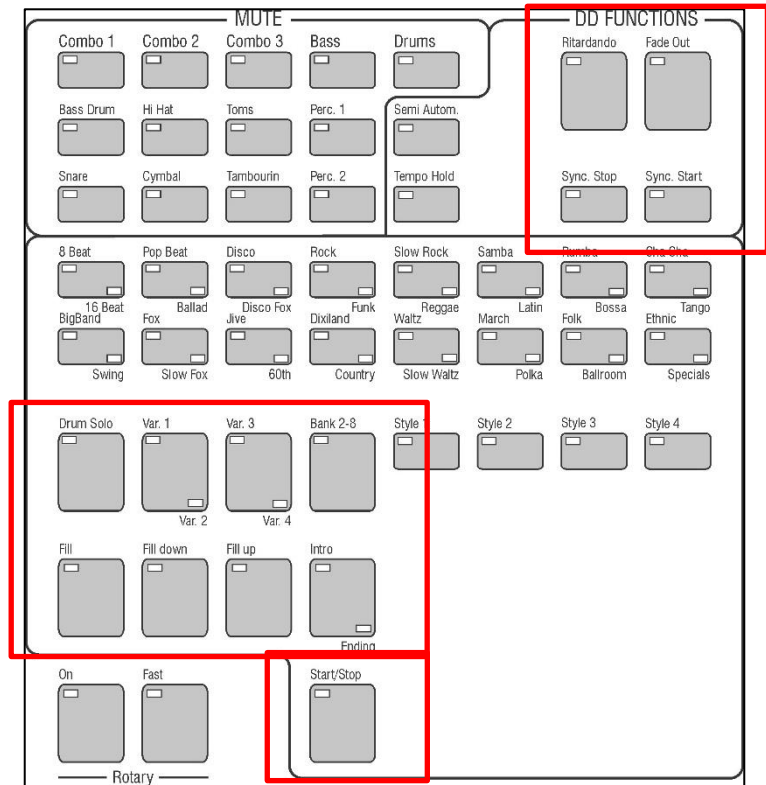 MUTE DD FUNCTIONS
Combo 1 Combo 2 Combo 3 Bass Drums Ritardando Fade Out
Bass Drum Hi Hat Toms Perc. 1 Semi Autom.
Snare Cymbal Tambourin Perc. 2 Tempo Hold Sync. Stop Sync. Start
8 Beat Pop Beat Disco Rock Slow Rock Samba Rumba Cha Cha
16 Beat Ballad Disco Fox Funk Reggae Latin Bossa Tango
BigBand Fox Jive Dixiland Waltz March Folk Ethnic
Swing Slow Fox 60th Country Slow Waltz Polka Ballroom Specials
Drum Solo Var. 1 Var. 3 Bank 2-8 Style 1 Style 2 Style 3 Style 4
Var. 2 Var. 4
Fill Fill down Fill up Intro
Ending
On Fast Start/Stop
Rotary